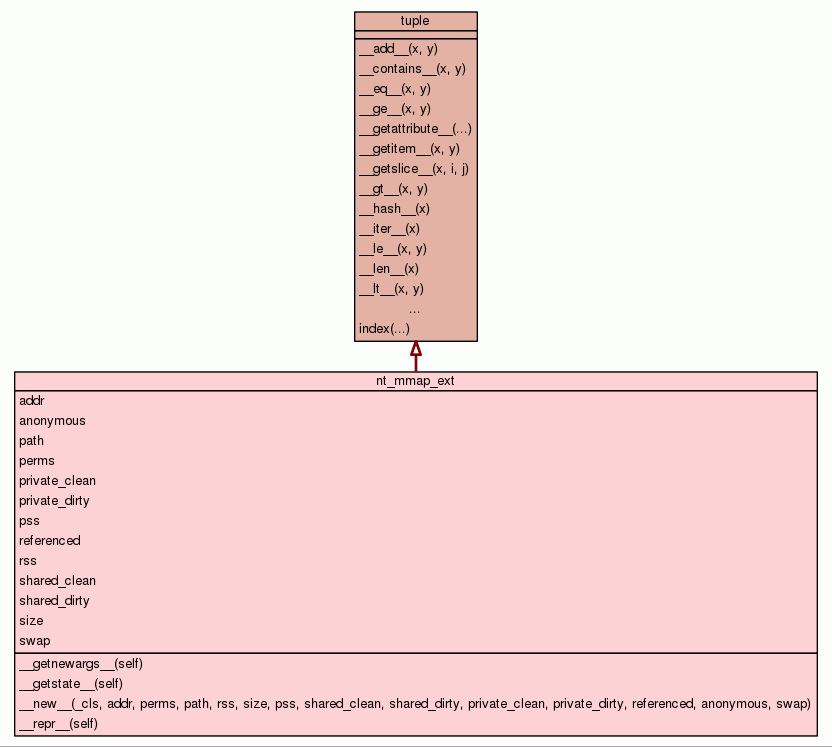 tuple
__add__(x, y)
__contains__(x, y)
__eq__(x, y)
__ge__(x, y)
__getattribute__(...)
__getitem__(x, y)
__getslice__(x, i, j)
__gt__(x, y)
__hash__(x)
__iter__(x)
__le__(x, y)
__len__(x)
__lt__(x, y)
...
index(...)
nt_mmap_ext
addr
anonymous
path
perms
private_clean
private_dirty
pss
referenced
rss
shared_clean
shared_dirty
size
swap
__getnewargs__(self)
__getstate__(self)
__new__(_cls, addr, perms, path, rss, size, pss, shared_clean, shared_dirty, private_clean, private_dirty, referenced, anonymous, swap)
__repr__(self)